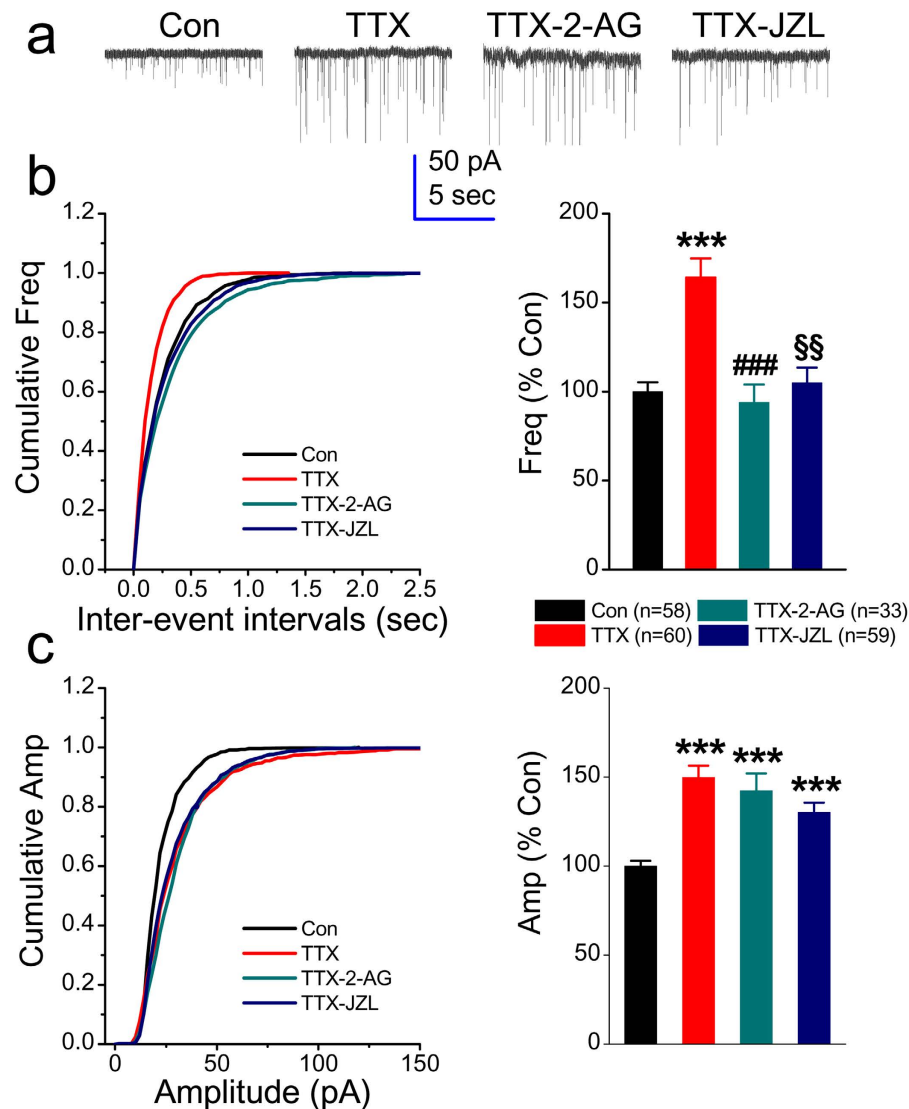 a
Con TTX TTX-2-AG TTX-JZL
50 pA
5 sec
b
Cumulative Freq
1.2
1.0
0.8
0.6
0.4
0.2
0.0
0.0 0.5 1.0 1.5 2.0 2.5
Inter-event intervals (sec)
Con
TTX
TTX-2-AG
TTX-JZL
Freq (% Con)
200
150
100
50
0
***
###
§§
Con (n=58) TTX-2-AG (n=33)
TTX (n=60) TTX-JZL (n=59)
c
Cumulative Amp
1.2
1.0
0.8
0.6
0.4
0.2
0.0
0 50 100 150
Amplitude (pA)
Con
TTX
TTX-2-AG
TTX-JZL
Amp (% Con)
200
150
100
50
0
*** *** ***